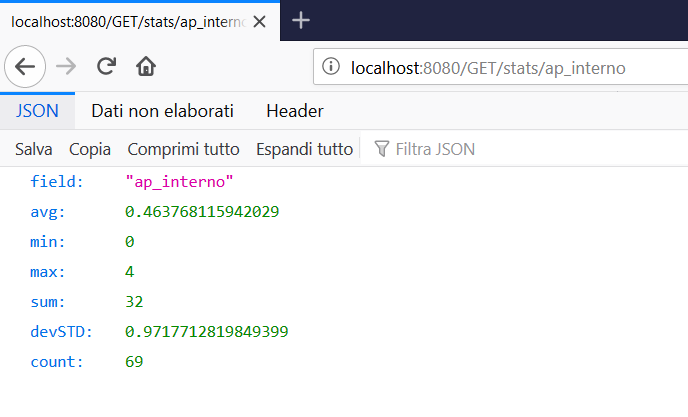 localhost:8080/GET/stats/ap_interno
localhost:8080/GET/stats/ap_interno
JSON Dati non elaborati Header
Salva Copia Comprimi tutto Espandi tutto Filtra JSON
field: "ap_interno"
avg: 0.463768115942029
min: 0
max: 4
sum: 32
devSTD: 0.9717712819849399
count: 69